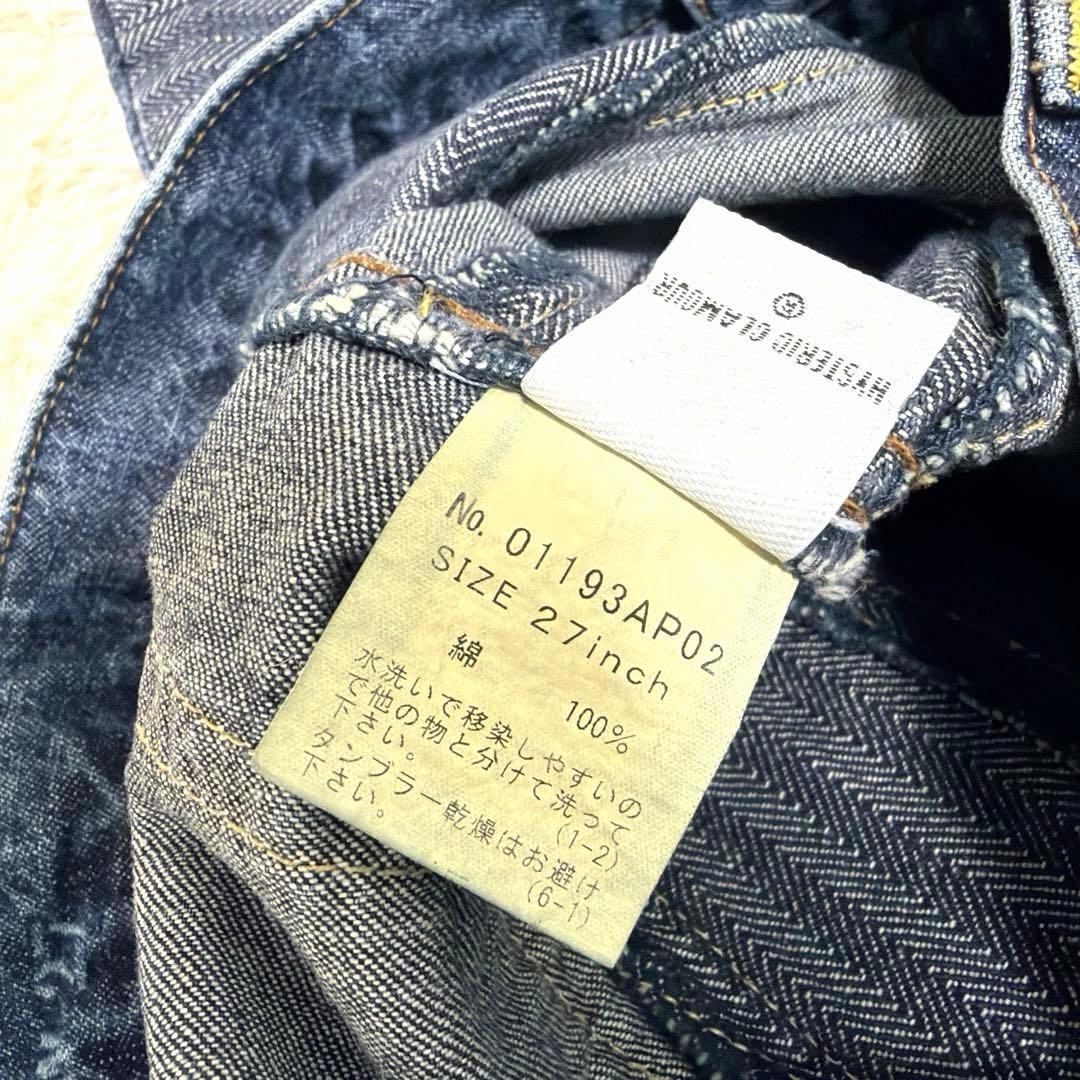 HYSTERIC GLAMOUR
®
No. 01193AP02
SIZE 27inch
綿 100%
水洗いで移染しやすいの
で他の物と分けて洗って
下さい。 (1-2)
タンブラー乾燥はお避け
下さい。 (6-1)